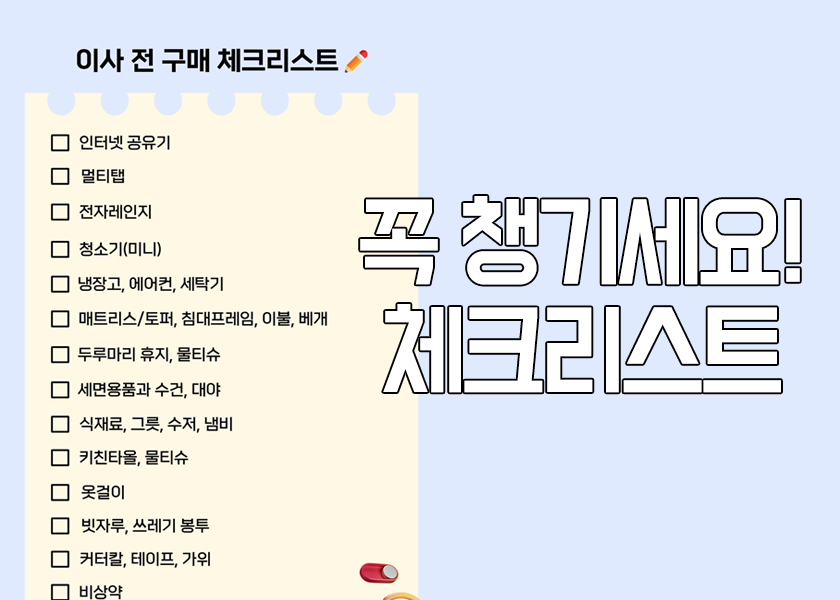 이사 전 구매 체크리스트
인터넷 공유기
멀티탭
전자레인지
청소기(미니)
냉장고, 에어컨, 세탁기
매트리스/토퍼, 침대프레임, 이불, 베개
두루마리 휴지, 물티슈
세면용품과 수건, 대야
식재료, 그릇, 수저, 냄비
키친타올, 물티슈
옷걸이
빗자루, 쓰레기 봉투
커터칼, 테이프, 가위
비상약
꼭 챙기세요!
체크리스트